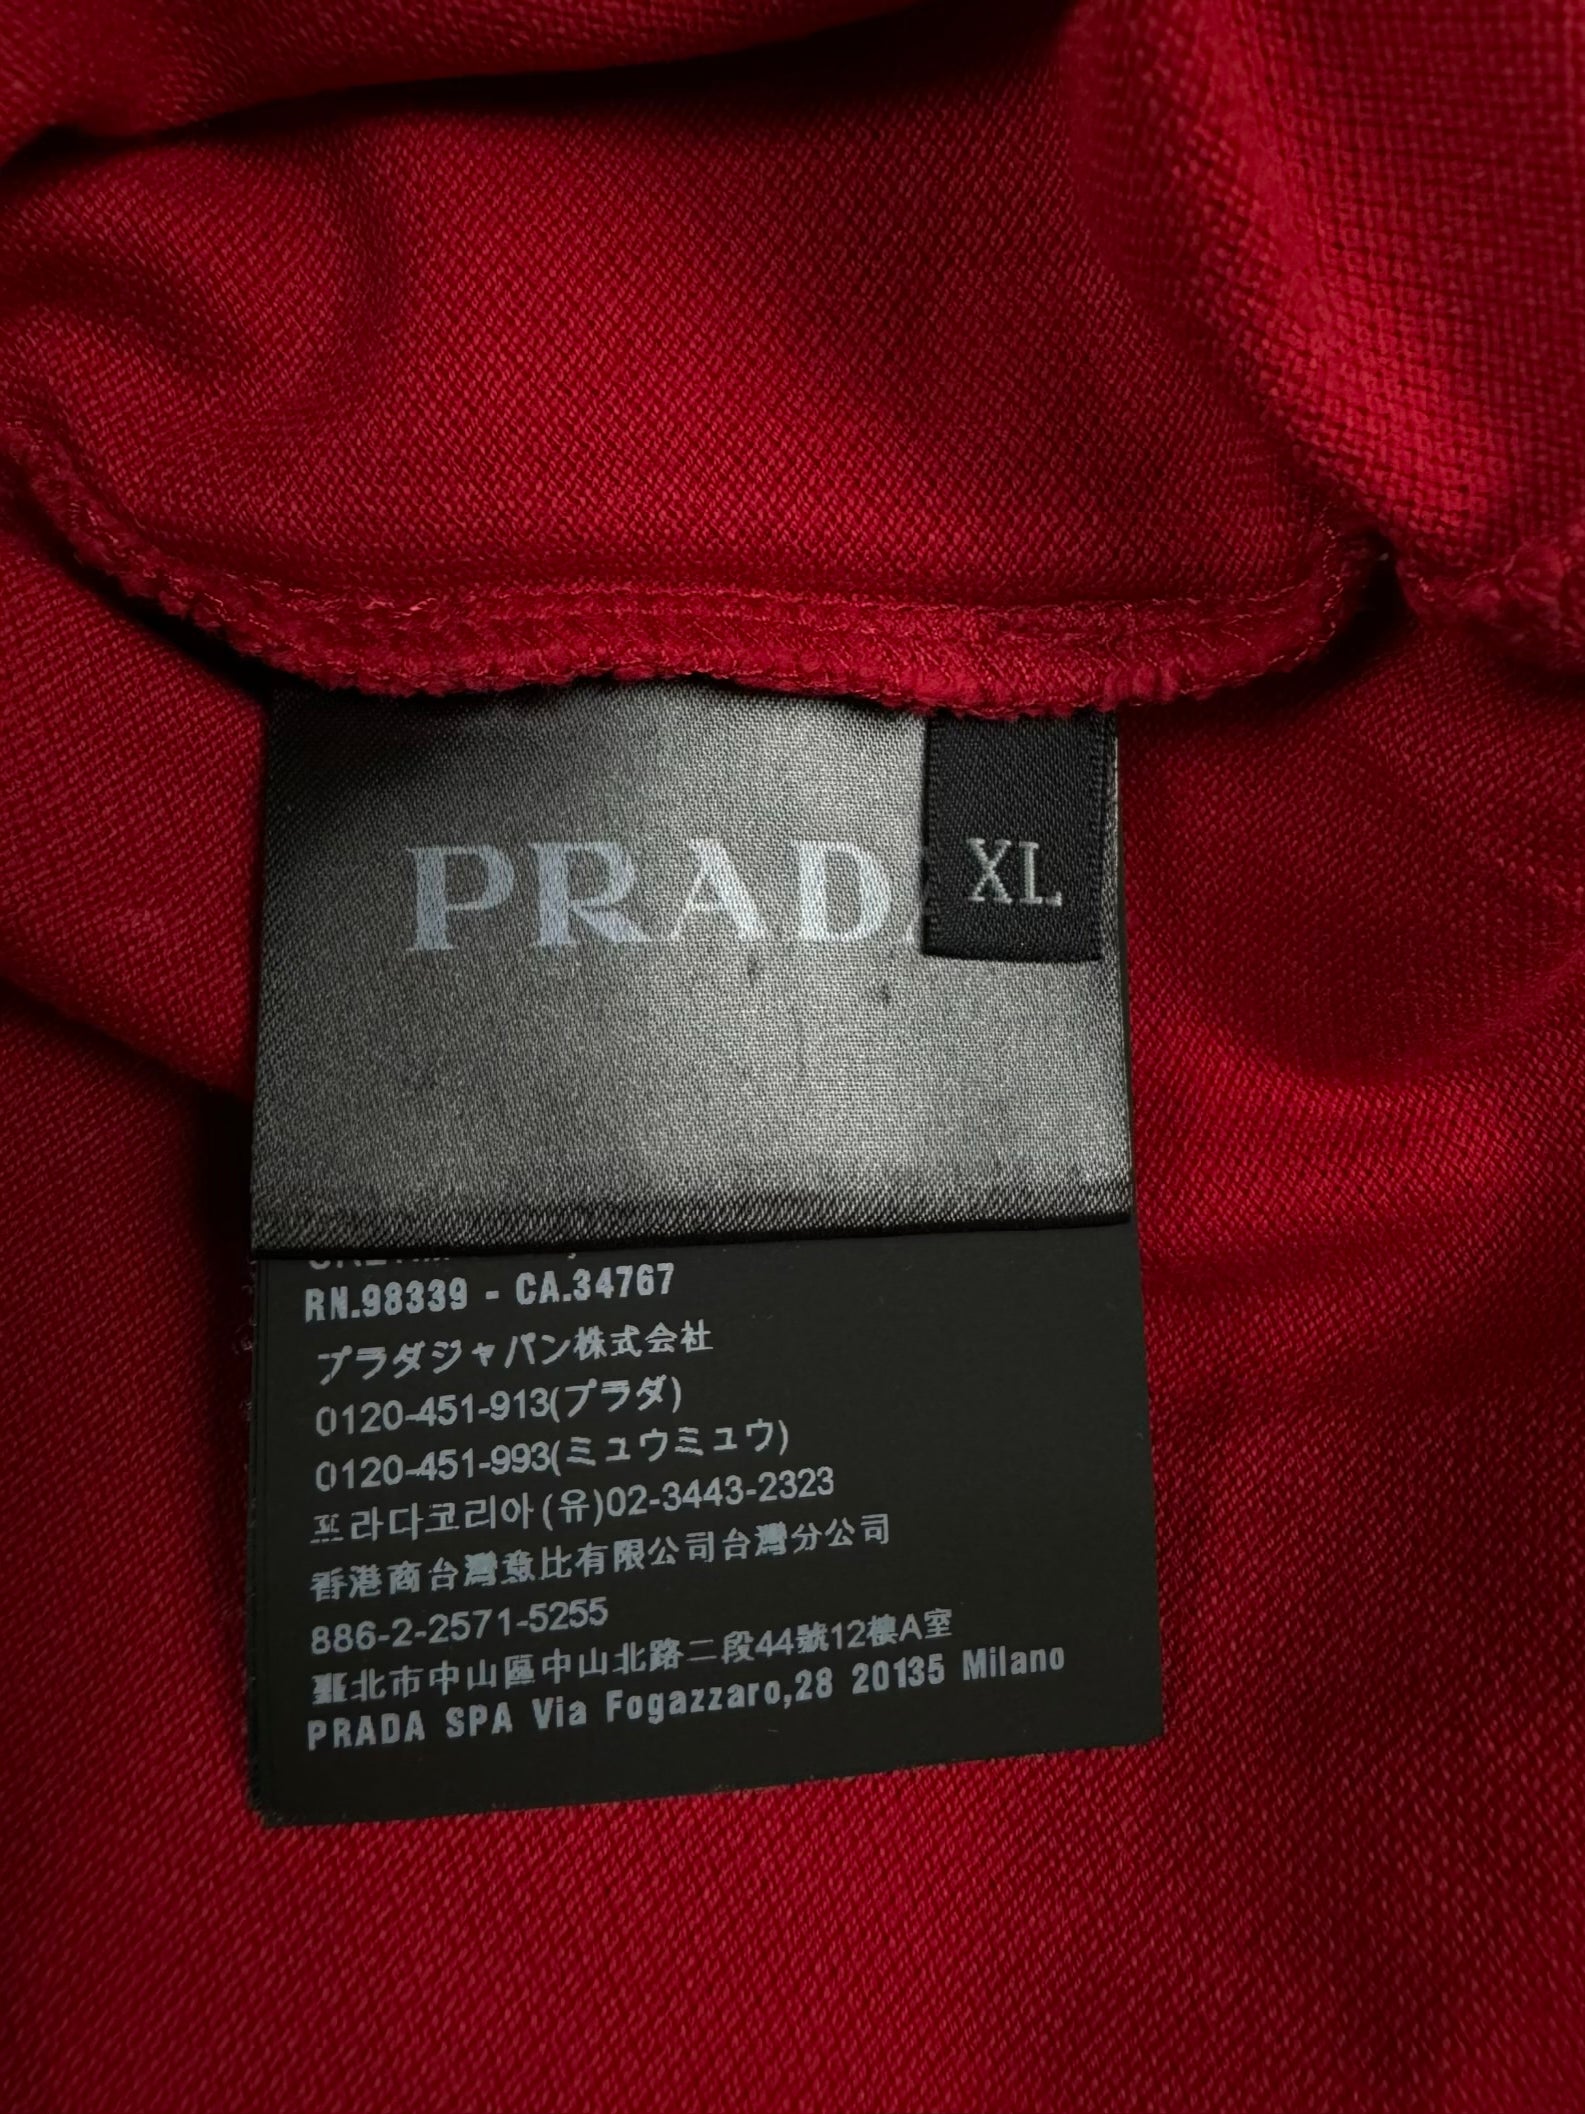 PRADA
XL
RN.98339 - CA.34767
プラダジャパン株式会社
0120-451-913(プラダ)
0120-451-993(ミュウミュウ)
프라다코리아(유)02-3443-2323
香港商台灣意比有限公司台灣分公司
886-2-2571-5255
臺北市中山區中山北路二段44號12樓A室
PRADA SPA Via Fogazzaro,28 20135 Milano